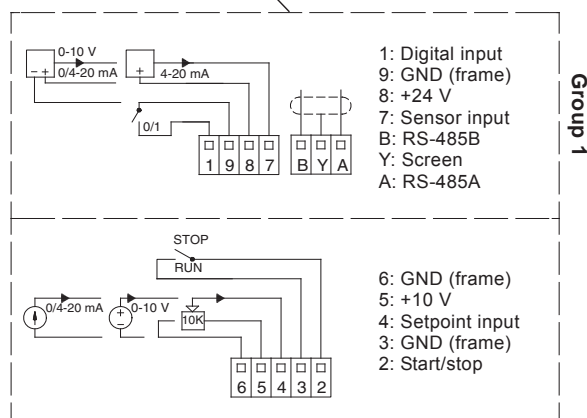 0-10 V
- +
0/4-20 mA
+
4-20 mA
0/1
1 9 8 7
B Y A
1: Digital input
9: GND (frame)
8: +24 V
7: Sensor input
B: RS-485B
Y: Screen
A: RS-485A
Group 1
STOP
RUN
0/4-20 mA
+
-
0-10 V
10K
6 5 4 3 2
6: GND (frame)
5: +10 V
4: Setpoint input
3: GND (frame)
2: Start/stop